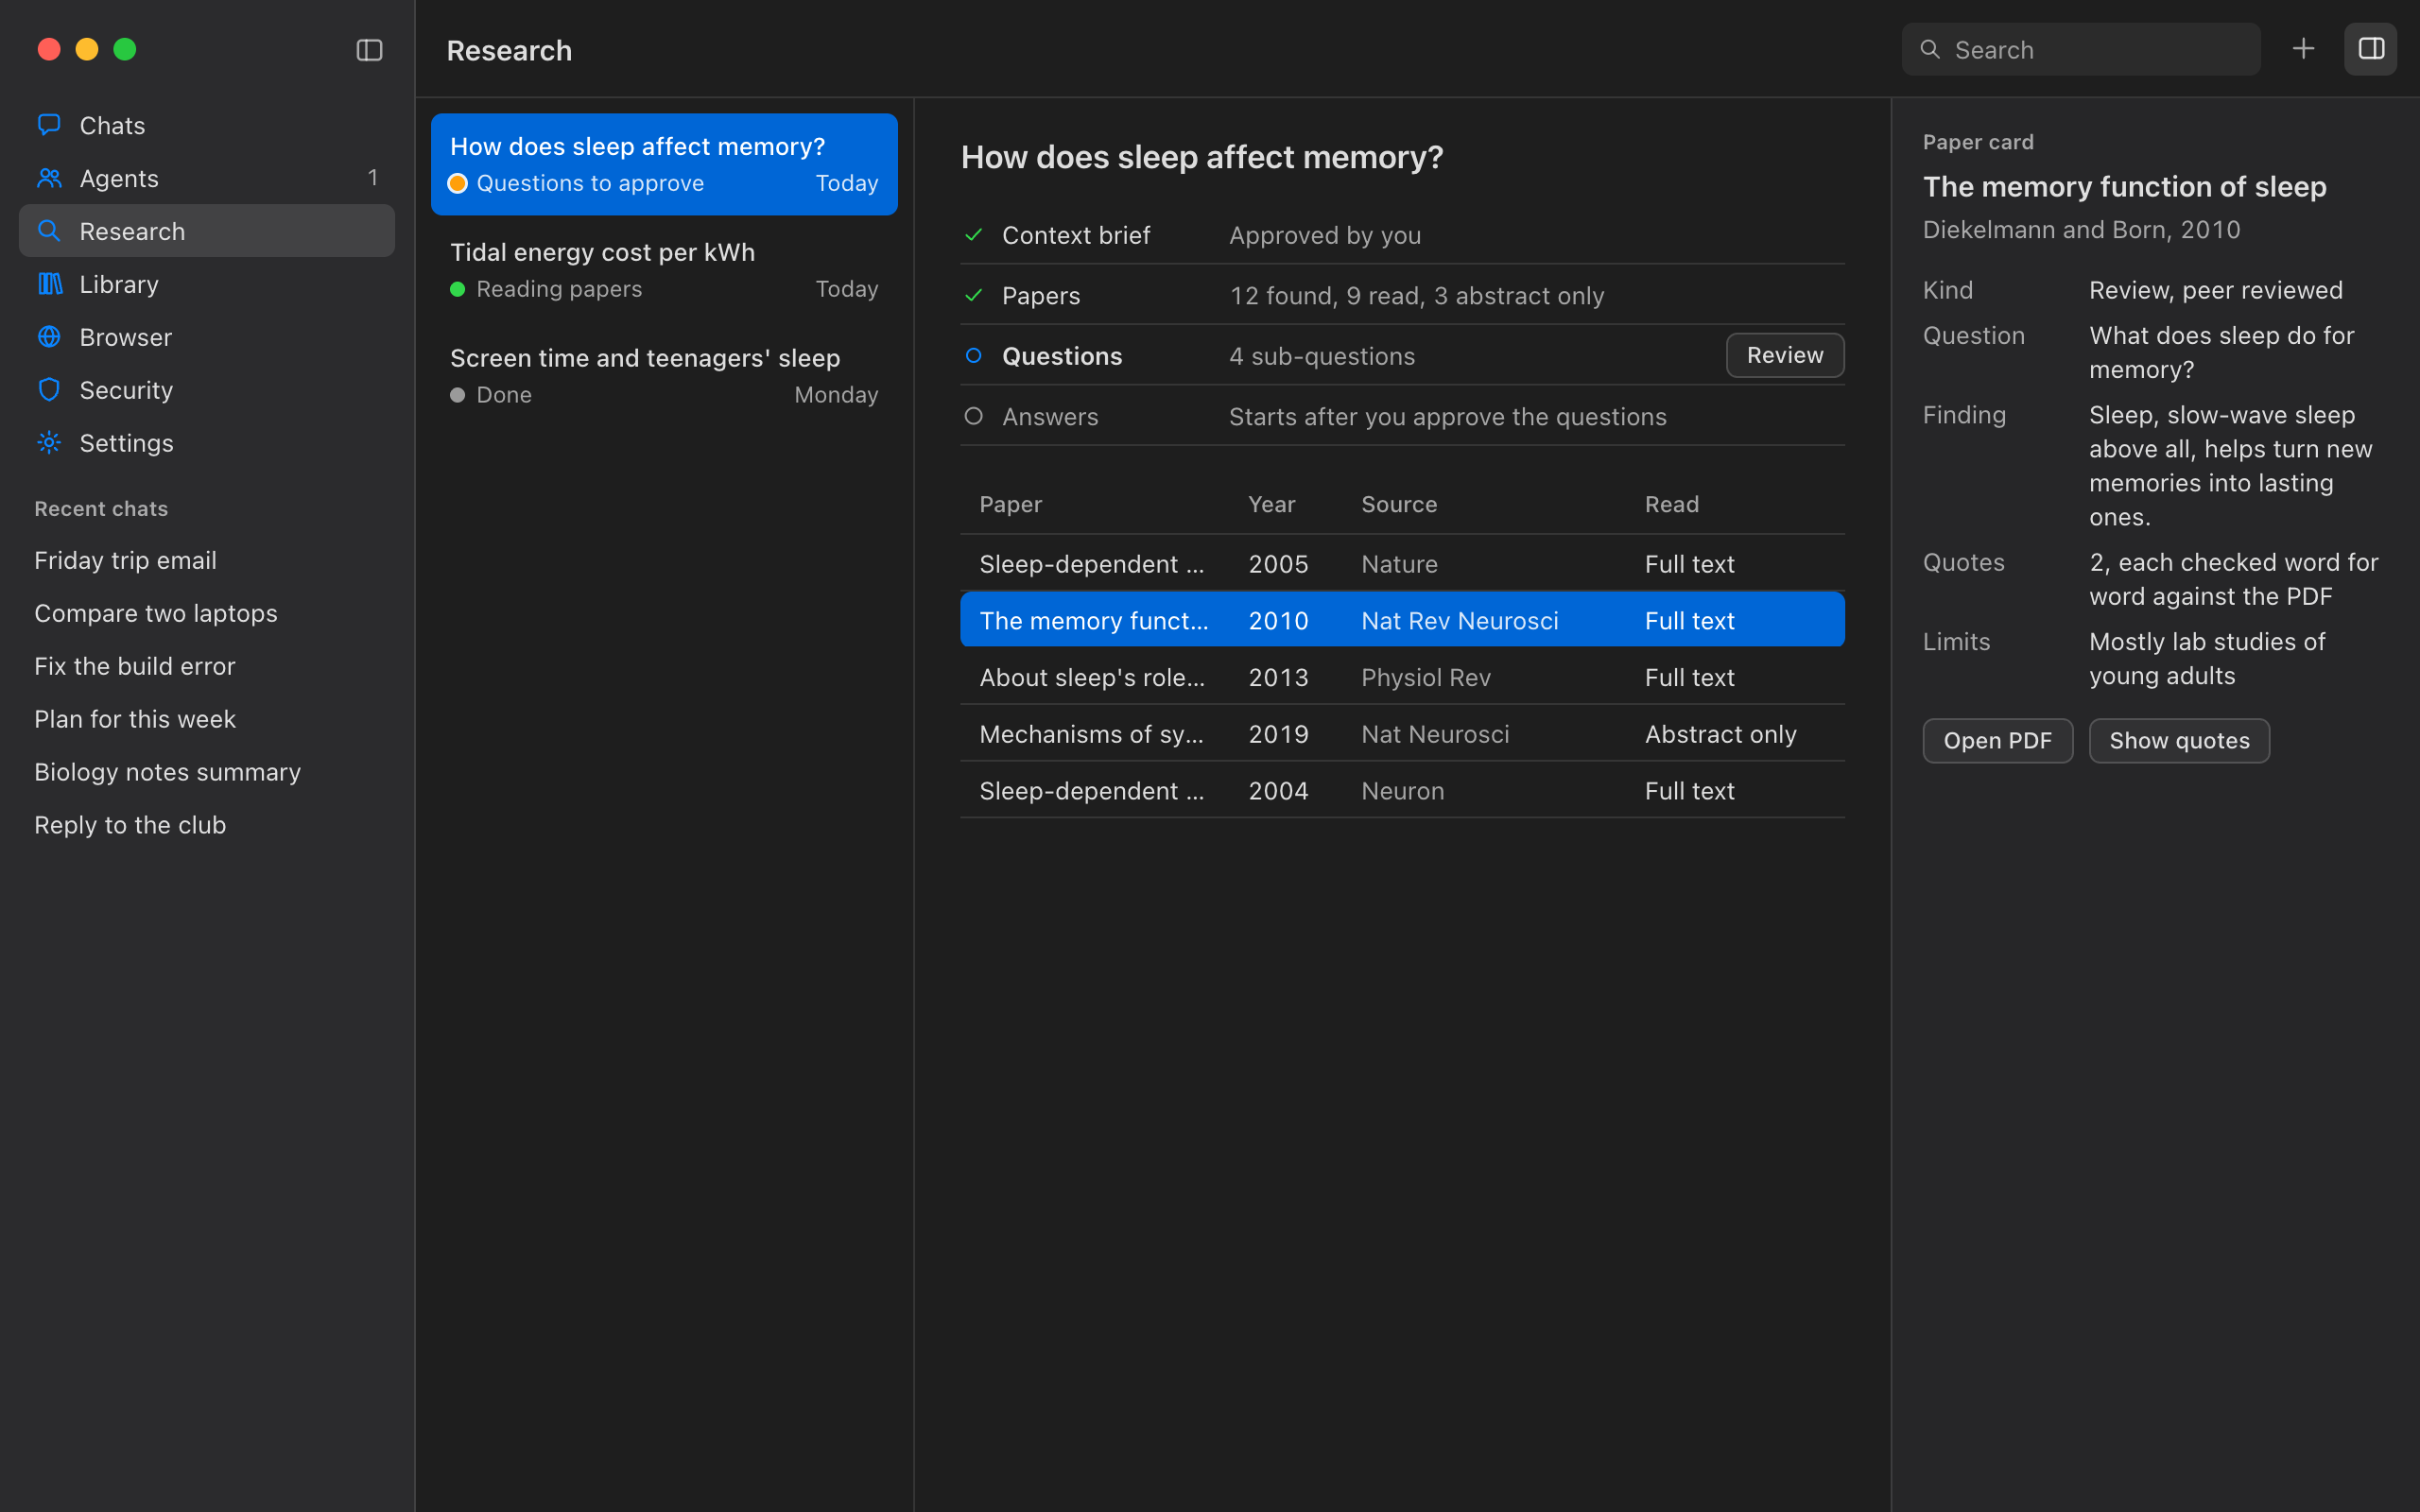 Chats
Agents 1
Research
Library
Browser
Security
Settings
Recent chats
Friday trip email
Compare two laptops
Fix the build error
Plan for this week
Biology notes summary
Reply to the club
Research
Search
How does sleep affect memory?
Questions to approve Today
Tidal energy cost per kWh
Reading papers Today
Screen time and teenagers' sleep
Done Monday
How does sleep affect memory?
Context brief Approved by you
Papers 12 found, 9 read, 3 abstract only
Questions 4 sub-questions Review
Answers Starts after you approve the questions
Paper Year Source Read
Sleep-dependent ... 2005 Nature Full text
The memory funct... 2010 Nat Rev Neurosci Full text
About sleep's role... 2013 Physiol Rev Full text
Mechanisms of sy... 2019 Nat Neurosci Abstract only
Sleep-dependent ... 2004 Neuron Full text
Paper card
The memory function of sleep
Diekelmann and Born, 2010
Kind Review, peer reviewed
Question What does sleep do for
memory?
Finding Sleep, slow-wave sleep
above all, helps turn new
memories into lasting
ones.
Quotes 2, each checked word for
word against the PDF
Limits Mostly lab studies of
young adults
Open PDF Show quotes